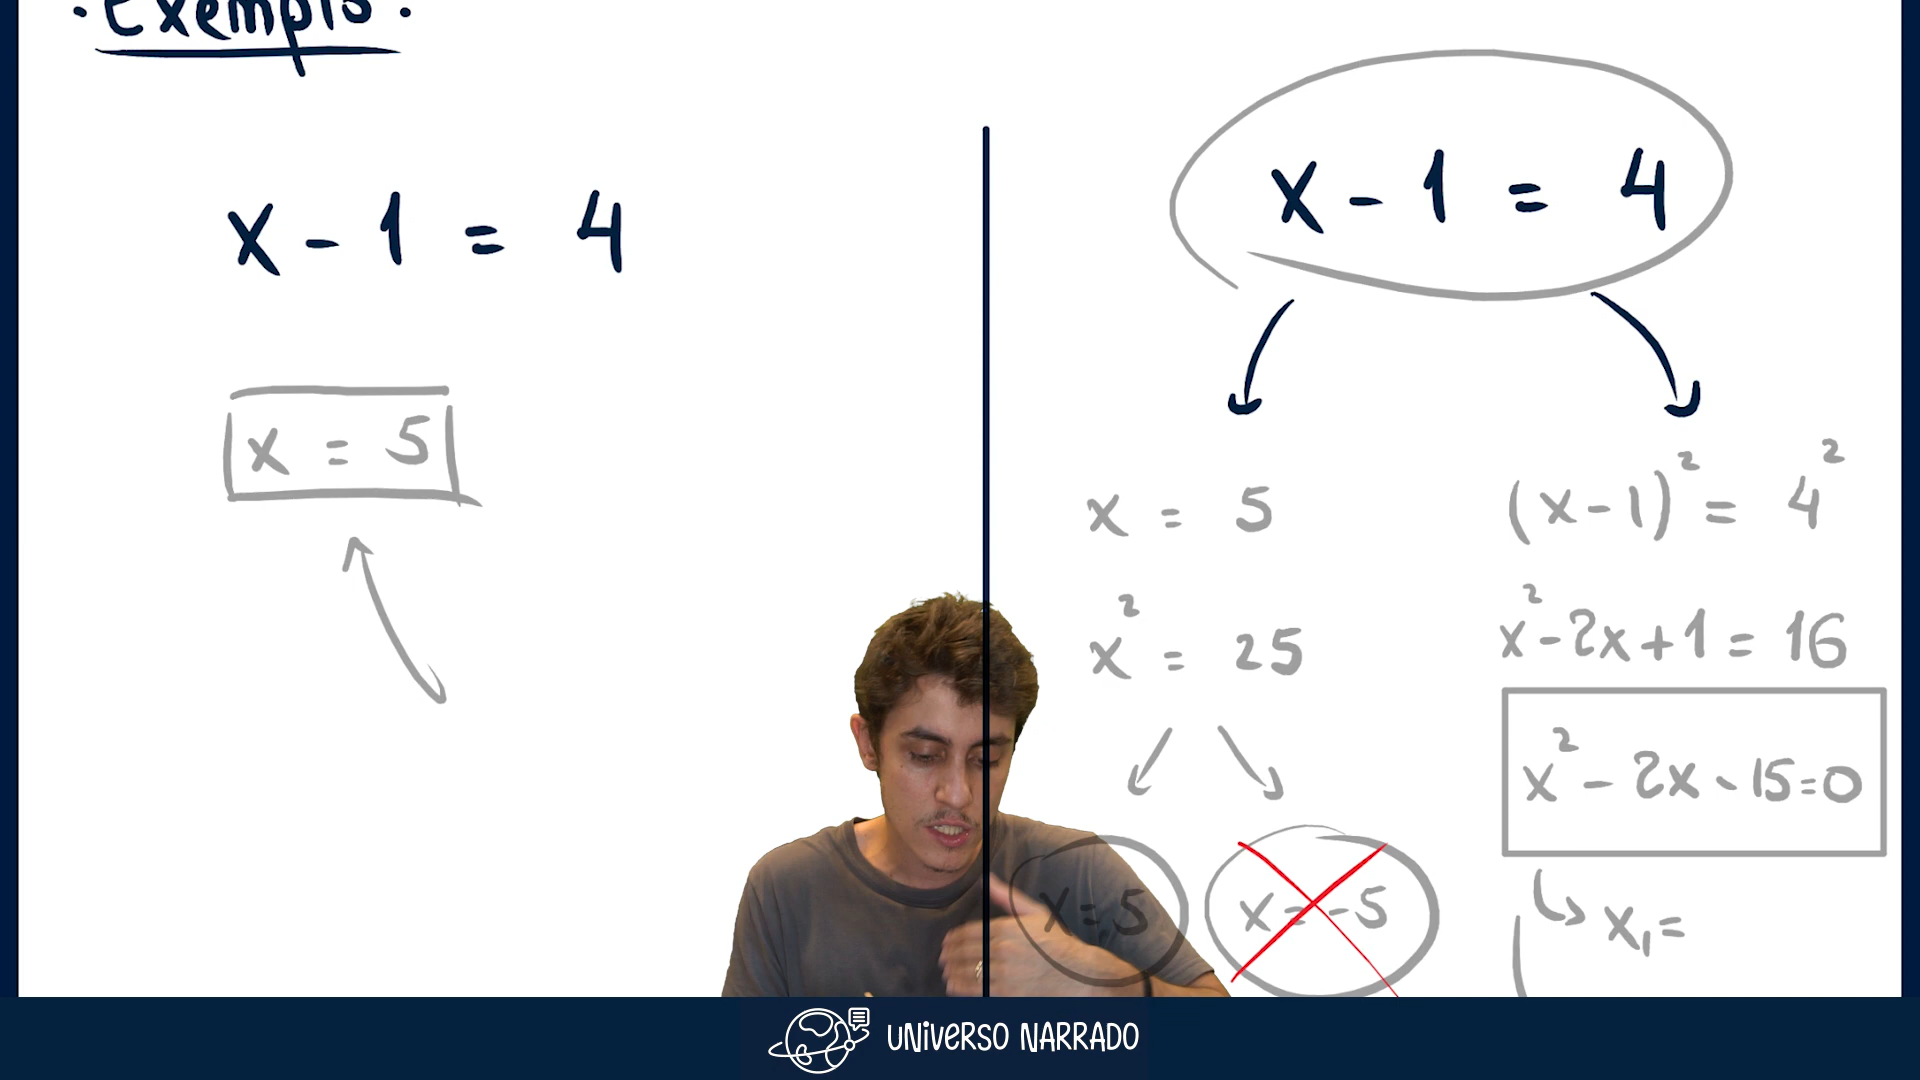 · Exemplo ·
x - 1 = 4
x = 5
x - 1 = 4
x = 5
x² = 25
x = 5
x = -5
(x - 1)² = 4²
x² - 2x + 1 = 16
x² - 2x - 15 = 0
x₁ =
UNIVERSO NARRADO